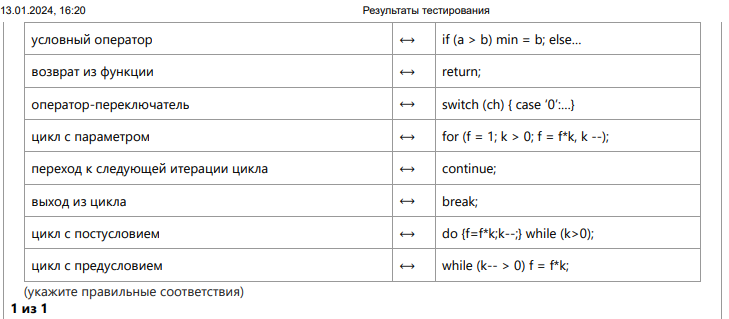 13.01.2024, 16:20 Результаты тестирования
условный оператор ↔ if (a > b) min = b; else...
возврат из функции ↔ return;
оператор-переключатель ↔ switch (ch) { case '0':...}
цикл с параметром ↔ for (f = 1; k > 0; f = f*k, k --);
переход к следующей итерации цикла ↔ continue;
выход из цикла ↔ break;
цикл с постусловием ↔ do {f=f*k;k--;} while (k>0);
цикл с предусловием ↔ while (k-- > 0) f = f*k;
(укажите правильные соответствия)
1 из 1